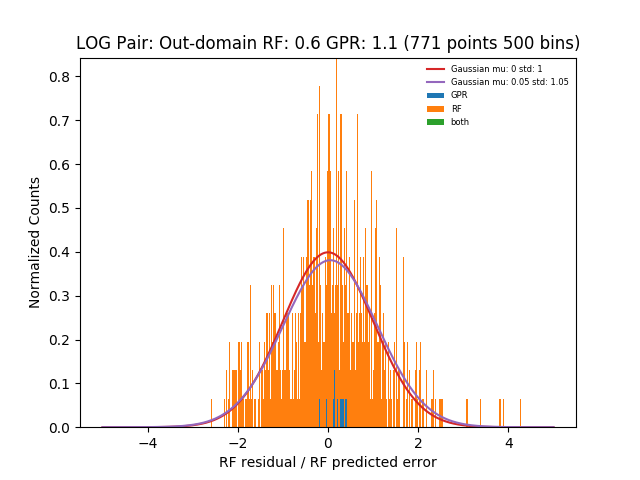 LOG Pair: Out-domain RF: 0.6 GPR: 1.1 (771 points 500 bins)
Gaussian mu: 0 std: 1
Gaussian mu: 0.05 std: 1.05
GPR
RF
both
Normalized Counts
0.8
0.7
0.6
0.5
0.4
0.3
0.2
0.1
0.0
−4
−2
0
2
4
RF residual / RF predicted error